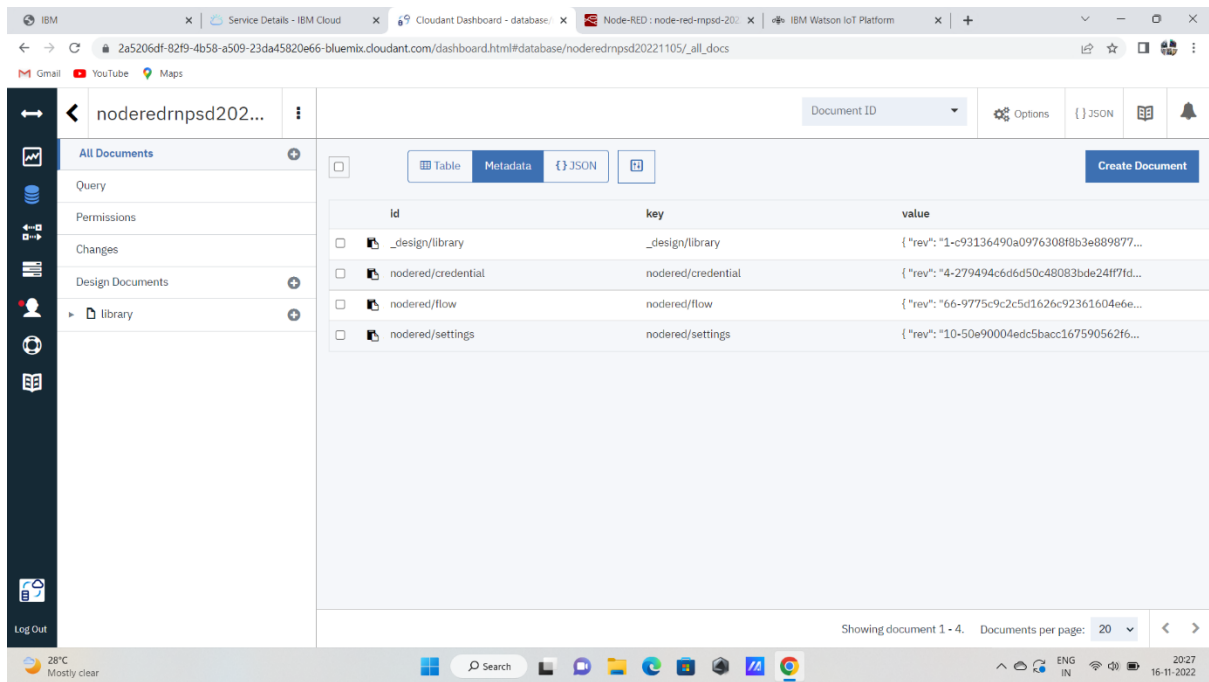 IBM
Service Details - IBM Cloud
Cloudant Dashboard - database/
Node-RED : node-red-rnpsd-202
IBM Watson IoT Platform
2a5206df-82f9-4b58-a509-23da45820e66-bluemix.cloudant.com/dashboard.html#database/noderedrnpsd20221105/_all_docs
Gmail YouTube Maps
noderedrnpsd202...
Document ID
Options
{ } JSON
All Documents
Query
Permissions
Changes
Design Documents
library
Log Out
Table Metadata {} JSON
Create Document
id key value
_design/library _design/library { "rev": "1-c93136490a0976308f8b3e889877...
nodered/credential nodered/credential { "rev": "4-279494c6d6d50c48083bde24ff7fd...
nodered/flow nodered/flow { "rev": "66-9775c9c2c5d1626c92361604e6e...
nodered/settings nodered/settings { "rev": "10-50e90004edc5bacc167590562f6...
Showing document 1 - 4. Documents per page: 20
28°C
Mostly clear
Search
ENG
IN
20:27
16-11-2022